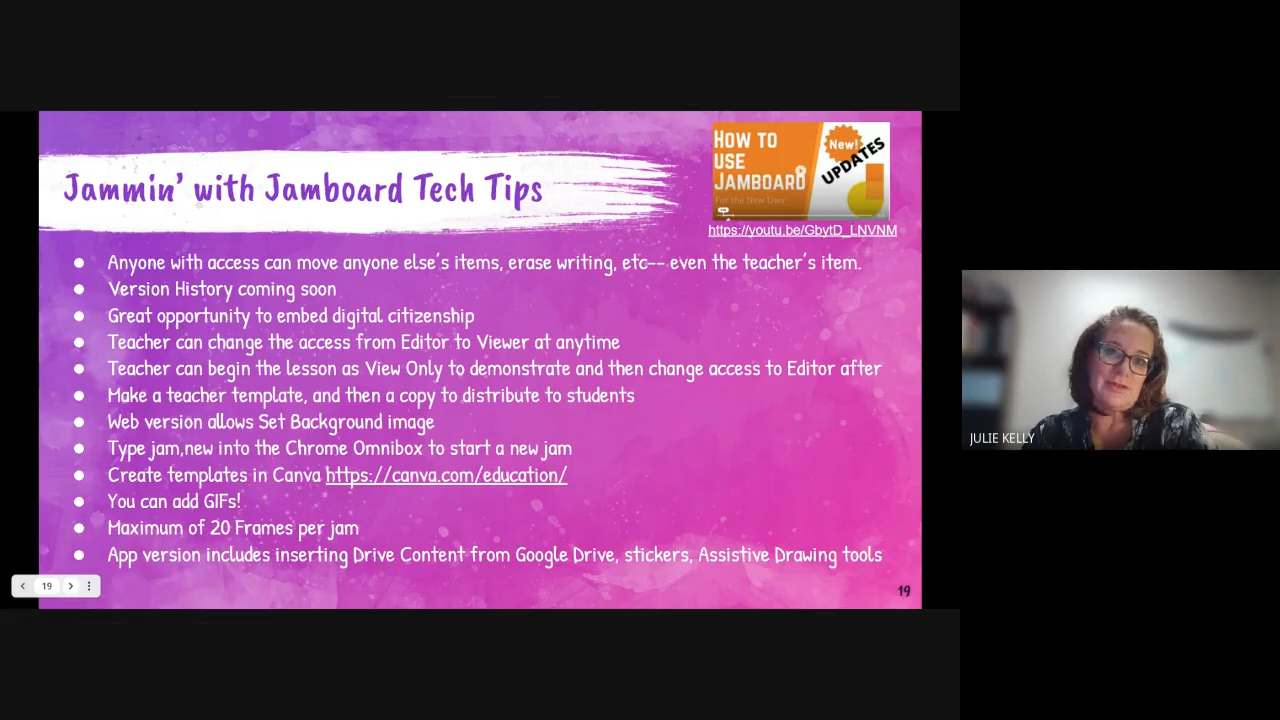 Jammin' with Jamboard Tech Tips
HOW TO
USE
JAMBOARD
For the New User
New!
UPDATES
https://youtu.be/GbytD_LNVNM
Anyone with access can move anyone else's items, erase writing, etc-- even the teacher's item.
Version History coming soon
Great opportunity to embed digital citizenship
Teacher can change the access from Editor to Viewer at anytime
Teacher can begin the lesson as View Only to demonstrate and then change access to Editor after
Make a teacher template, and then a copy to distribute to students
Web version allows Set Background image
Type jam,new into the Chrome Omnibox to start a new jam
Create templates in Canva https://canva.com/education/
You can add GIFs!
Maximum of 20 Frames per jam
App version includes inserting Drive Content from Google Drive, stickers, Assistive Drawing tools
19
19
JULIE KELLY